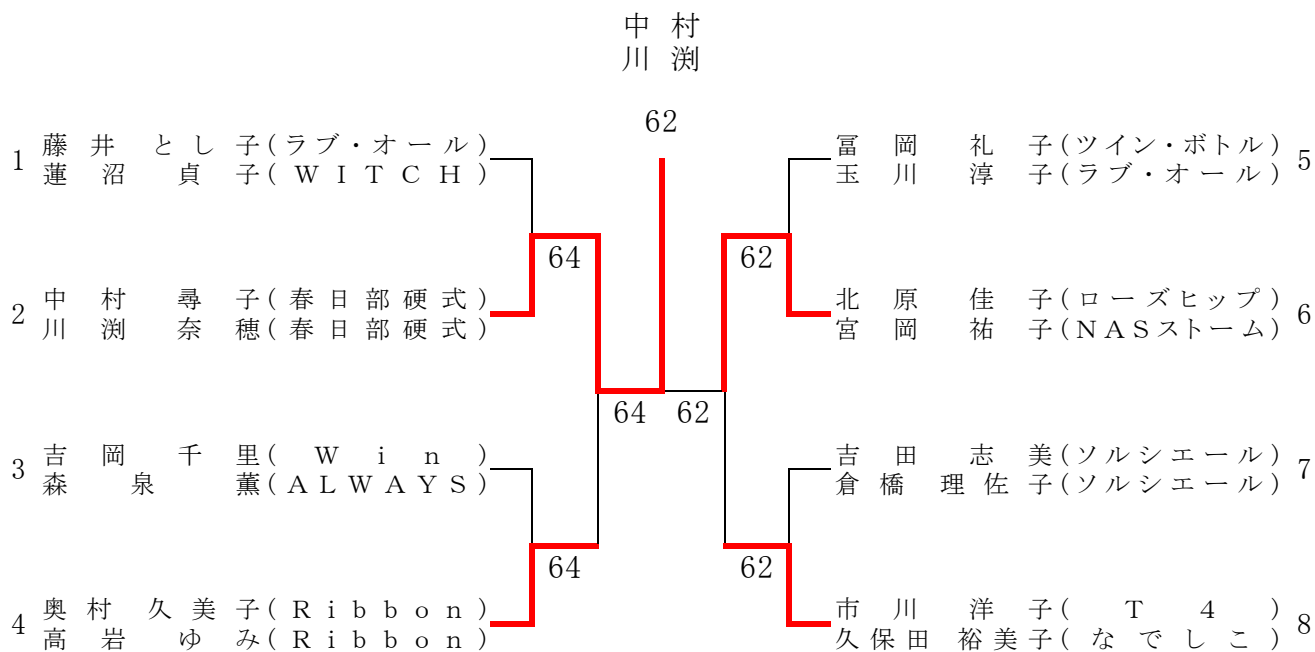 中村
川渕
62
1 藤井とし子(ラブ・オール)
蓮沼貞子(WITCH)
64
2 中村尋子(春日部硬式)
川渕奈穂(春日部硬式)
64
3 吉岡千里(Win)
森泉薫(ALWAYS)
64
4 奥村久美子(Ribbon)
高岩ゆみ(Ribbon)
冨岡礼子(ツイン・ボトル) 5
玉川淳子(ラブ・オール)
62
北原佳子(ローズヒップ) 6
宮岡祐子(NASストーム)
62
吉田志美(ソルシエール) 7
倉橋理佐子(ソルシエール)
62
市川洋子(T4) 8
久保田裕美子(なでしこ)